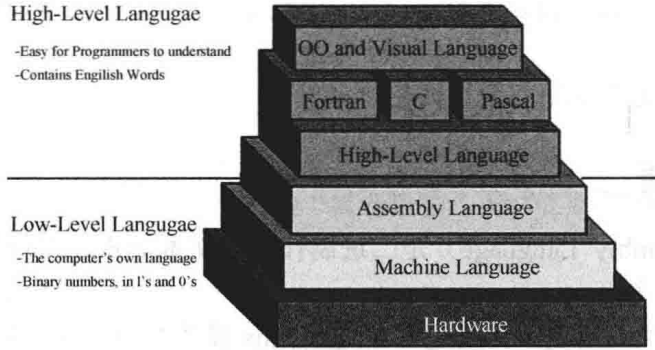 High-Level Langugae
-Easy for Programmers to understand
-Contains Engilish Words
OO and Visual Language
Fortran C Pascal
High-Level Language
Low-Level Langugae
-The computer's own language
-Binary numbers, in 1's and 0's
Assembly Language
Machine Language
Hardware